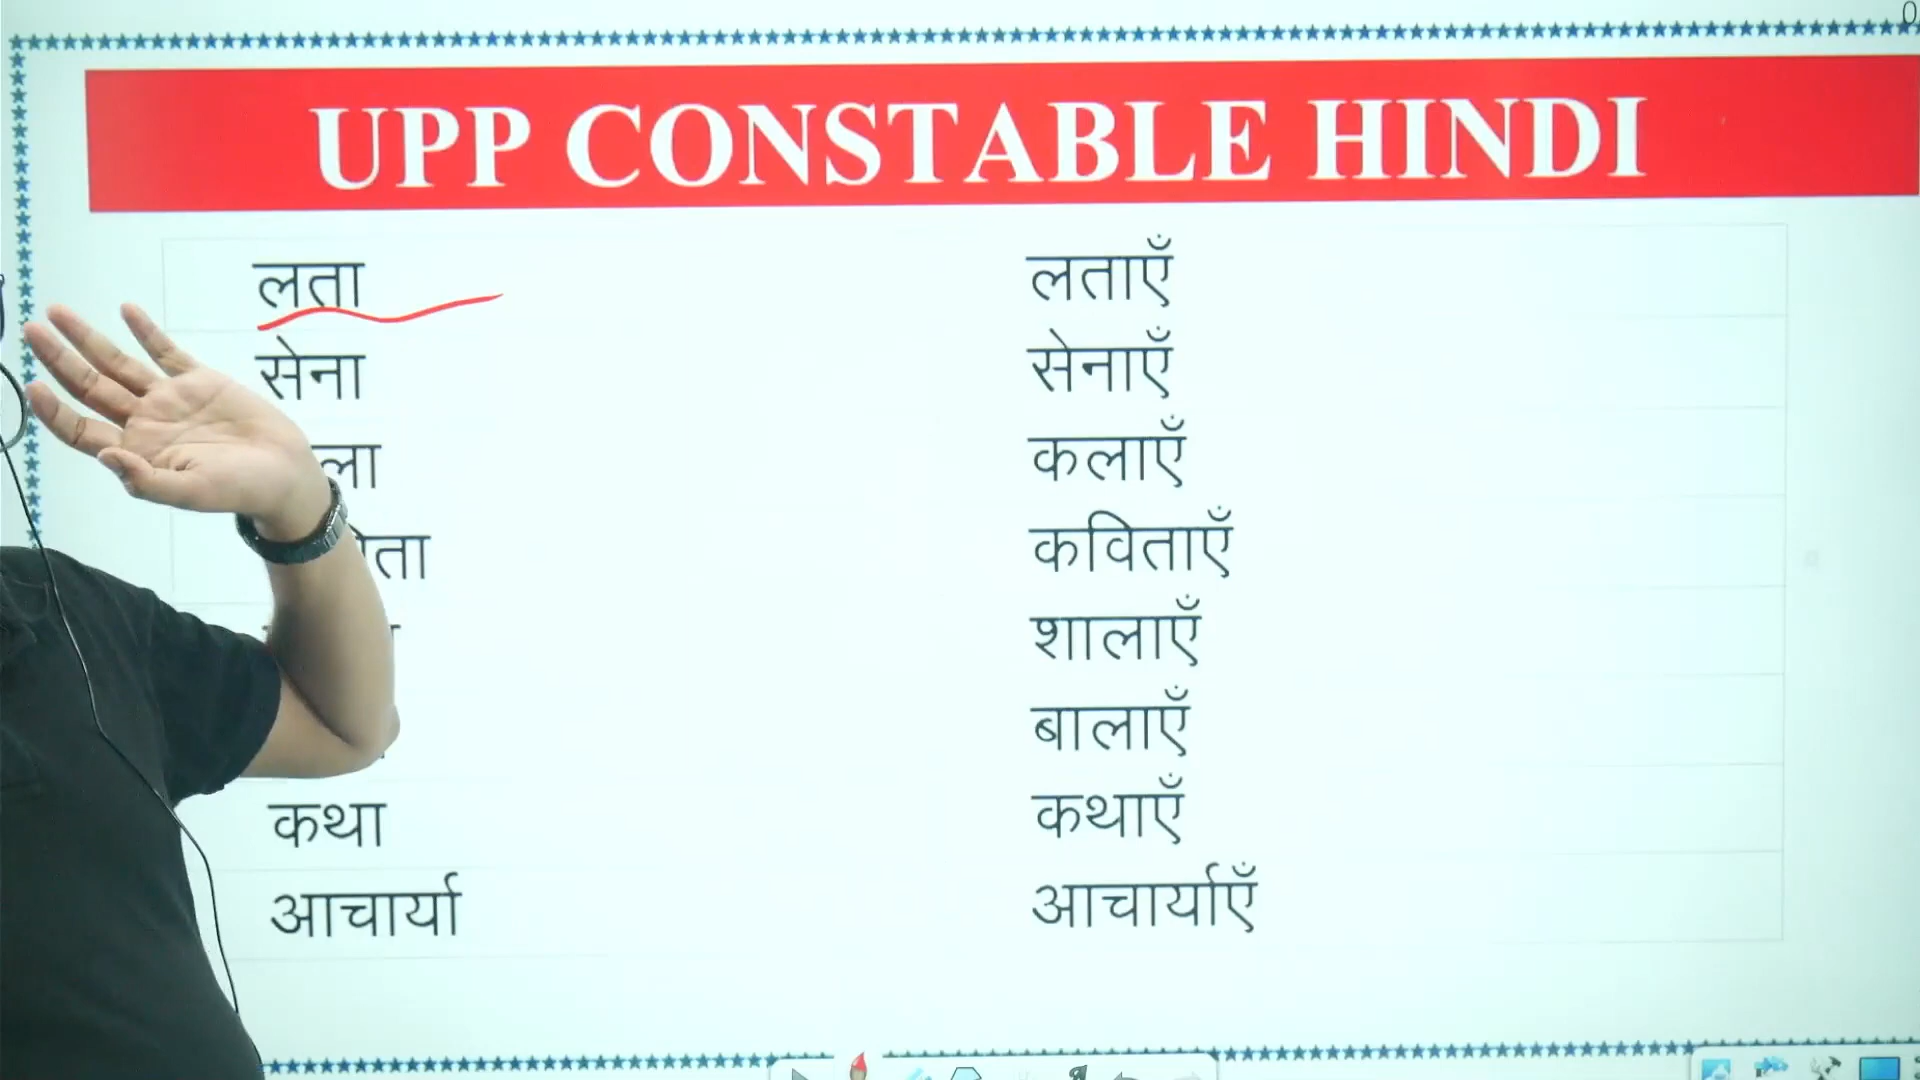 UPP CONSTABLE HINDI
लता लताएँ
सेना सेनाएँ
कलाएँ
कविताएँ
शालाएँ
बालाएँ
कथा कथाएँ
आचार्या आचार्याएँ